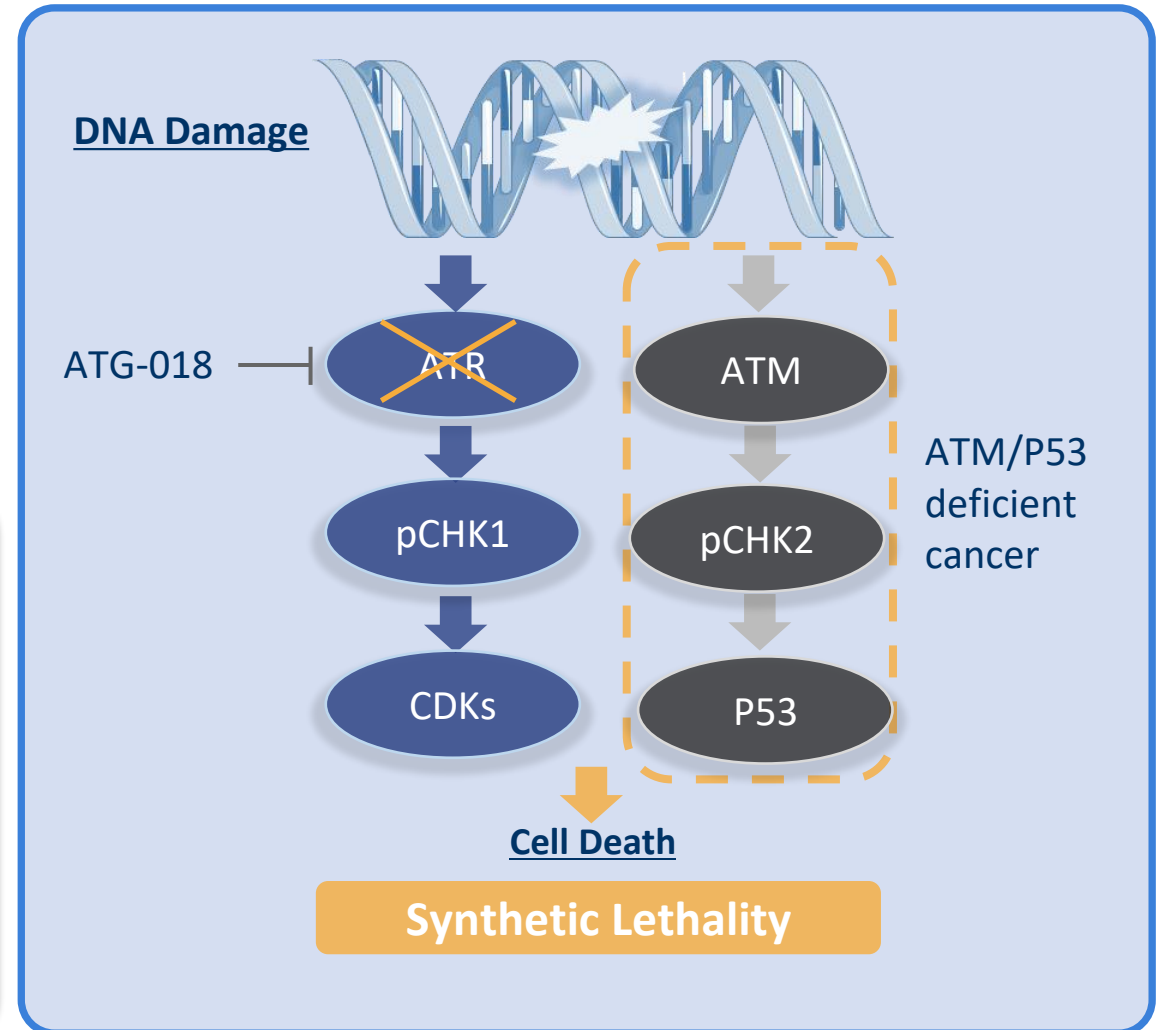 DNA Damage
ATG-018
ATR
ATM
pCHK1
pCHK2
ATM/P53
deficient
cancer
CDKs
P53
Cell Death
Synthetic Lethality